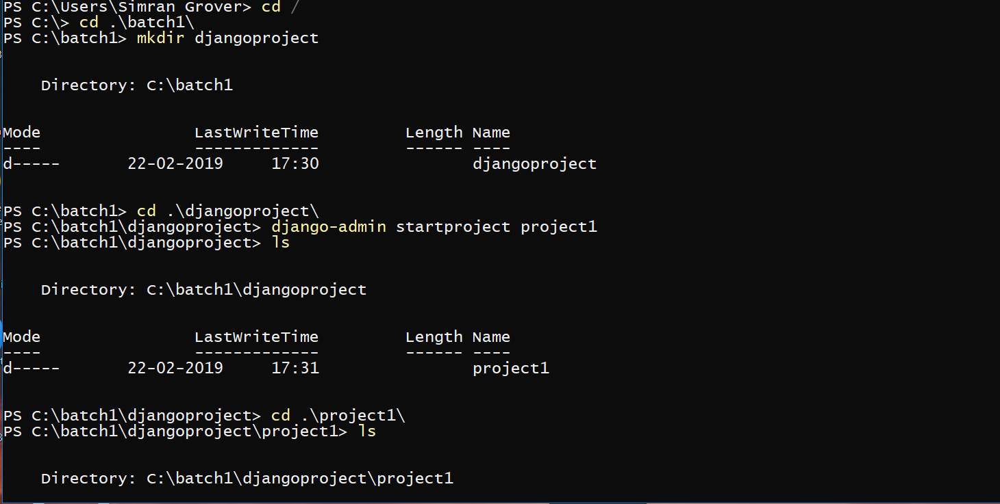 PS C:\Users\Simran Grover> cd /
PS C:\> cd .\batch1\
PS C:\batch1> mkdir djangoproject
Directory: C:\batch1
Mode                LastWriteTime         Length Name
----                -------------         ------ ----
d-----       22-02-2019     17:30                djangoproject
PS C:\batch1> cd .\djangoproject\
PS C:\batch1\djangoproject> django-admin startproject project1
PS C:\batch1\djangoproject> ls
Directory: C:\batch1\djangoproject
Mode                LastWriteTime         Length Name
----                -------------         ------ ----
d-----       22-02-2019     17:31                project1
PS C:\batch1\djangoproject> cd .\project1\
PS C:\batch1\djangoproject\project1> ls
Directory: C:\batch1\djangoproject\project1